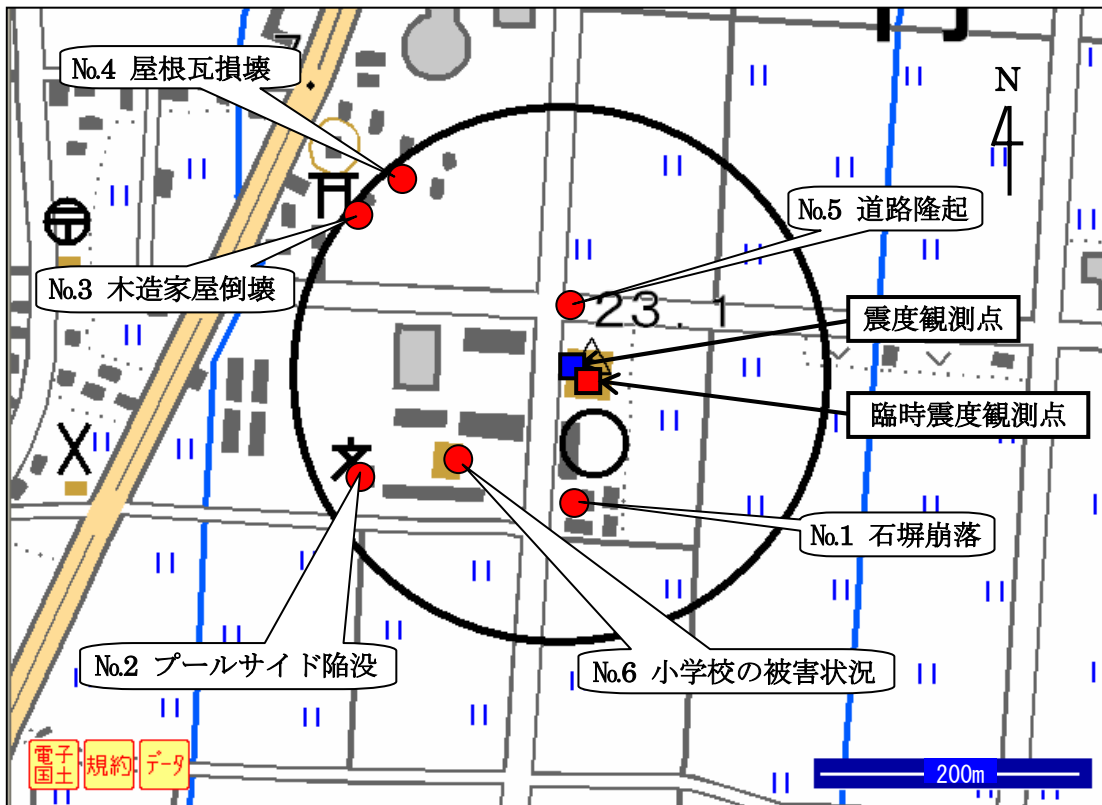 No.4 屋根瓦損壊
N
No.5 道路隆起
No.3 木造家屋倒壊
23.1
震度観測点
臨時震度観測点
No.1 石塀崩落
No.2 プールサイド陥没
No.6 小学校の被害状況
電子
国土
規約
データ
200m